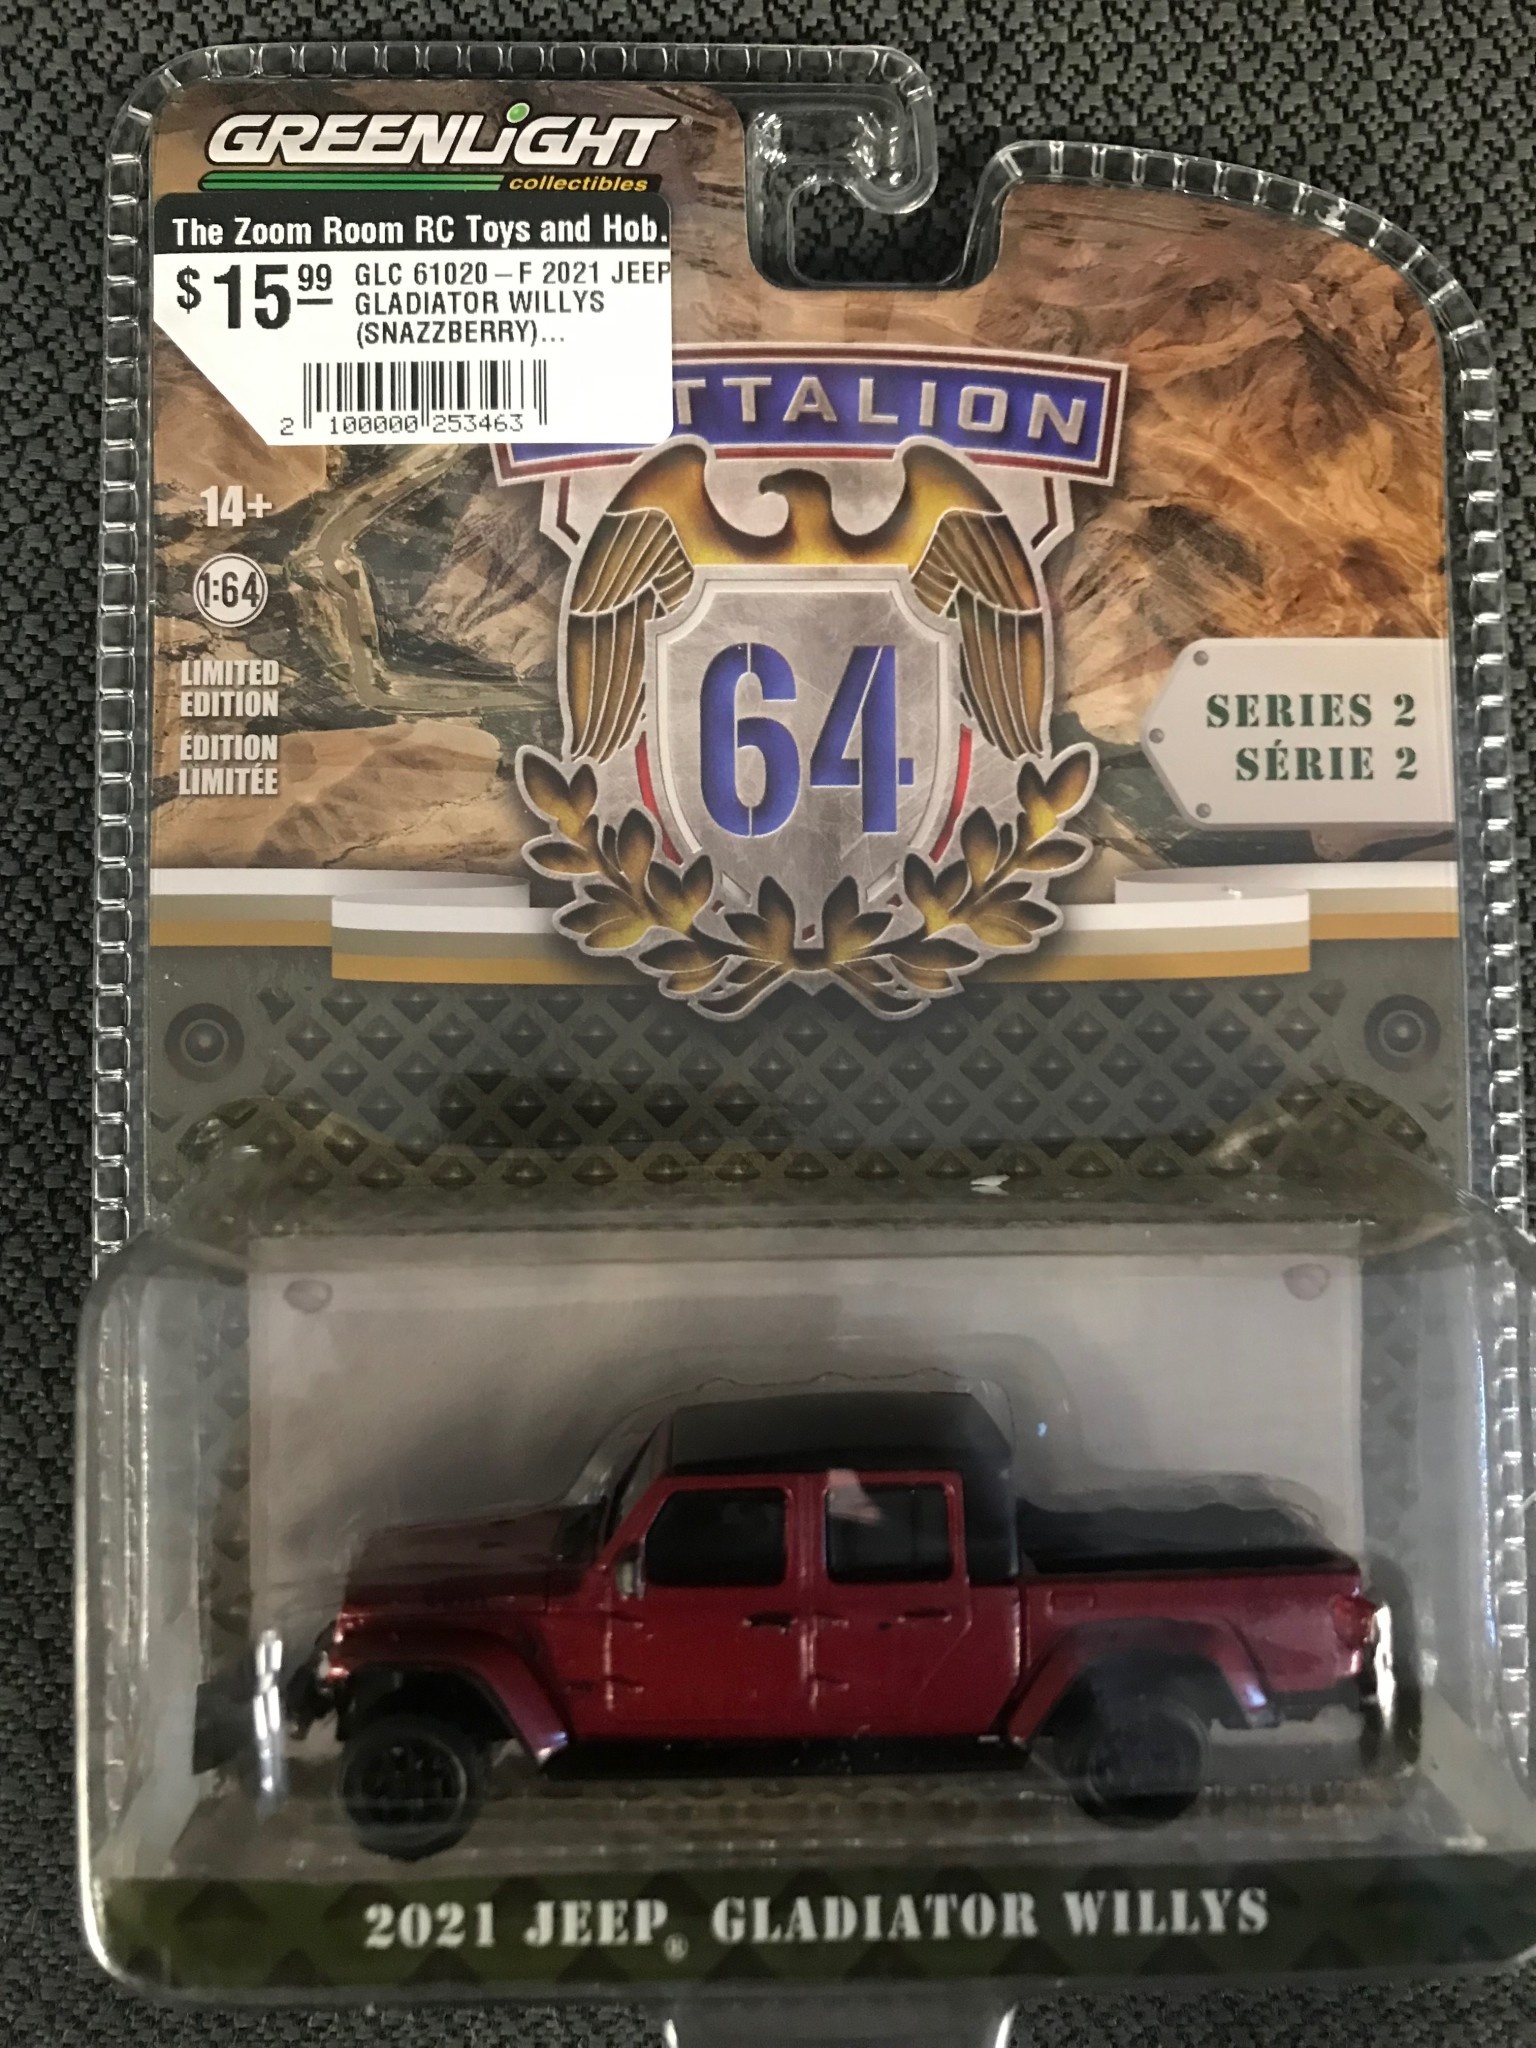 GREENLiGHT
collectibles
The Zoom Room RC Toys and Hob.
$15.99
GLC 61020-F 2021 JEEP
GLADIATOR WILLYS
(SNAZZBERRY)...
2 100000 253463
TTALION
14+
1:64
LIMITED
EDITION
ÉDITION
LIMITÉE
64
SERIES 2
SÉRIE 2
2021 JEEP® GLADIATOR WILLYS